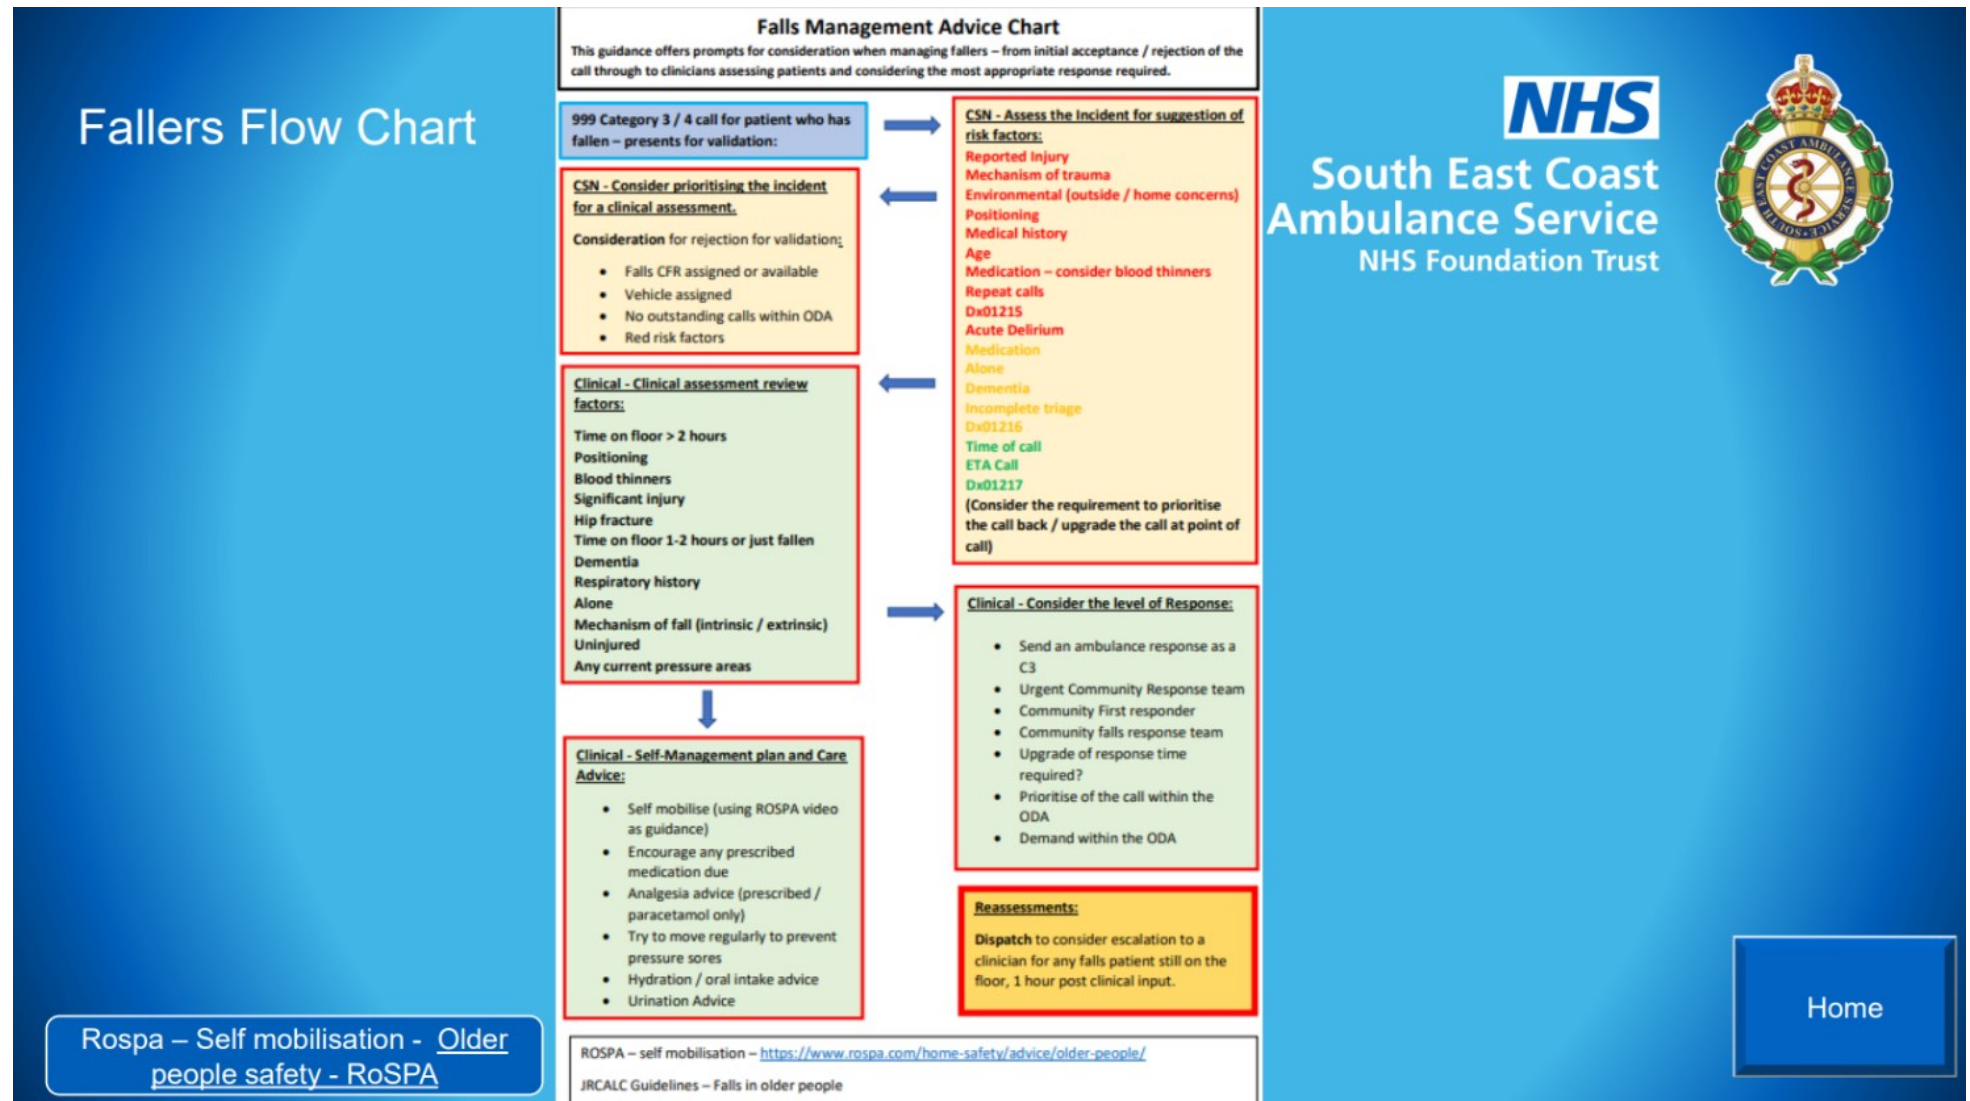 Fallers Flow Chart
Falls Management Advice Chart
This guidance offers prompts for consideration when managing fallers – from initial acceptance / rejection of the
call through to clinicians assessing patients and considering the most appropriate response required.
999 Category 3 / 4 call for patient who has
fallen – presents for validation:
CSN - Assess the Incident for suggestion of
risk factors:
Reported Injury
Mechanism of trauma
Environmental (outside / home concerns)
Positioning
Medical history
Age
Medication – consider blood thinners
Repeat calls
Dx01215
Acute Delirium
Medication
Alone
Dementia
Incomplete triage
Dx01216
Time of call
ETA Call
Dx01217
(Consider the requirement to prioritise
the call back / upgrade the call at point of
call)
CSN - Consider prioritising the incident
for a clinical assessment.
Consideration for rejection for validation:
• Falls CFR assigned or available
• Vehicle assigned
• No outstanding calls within ODA
• Red risk factors
Clinical - Clinical assessment review
factors:
Time on floor > 2 hours
Positioning
Blood thinners
Significant injury
Hip fracture
Time on floor 1-2 hours or just fallen
Dementia
Respiratory history
Alone
Mechanism of fall (intrinsic / extrinsic)
Uninjured
Any current pressure areas
Clinical - Consider the level of Response:
• Send an ambulance response as a
C3
• Urgent Community Response team
• Community First responder
• Community falls response team
• Upgrade of response time
required?
• Prioritise of the call within the
ODA
• Demand within the ODA
Clinical - Self-Management plan and Care
Advice:
• Self mobilise (using ROSPA video
as guidance)
• Encourage any prescribed
medication due
• Analgesia advice (prescribed /
paracetamol only)
• Try to move regularly to prevent
pressure sores
• Hydration / oral intake advice
• Urination Advice
Reassessments:
Dispatch to consider escalation to a
clinician for any falls patient still on the
floor, 1 hour post clinical input.
ROSPA – self mobilisation – https://www.rospa.com/home-safety/advice/older-people/
JRCALC Guidelines – Falls in older people
NHS
South East Coast
Ambulance Service
NHS Foundation Trust
SOUTH EAST COAST AMBULANCE SERVICE
Rospa – Self mobilisation - Older
people safety - RoSPA
Home